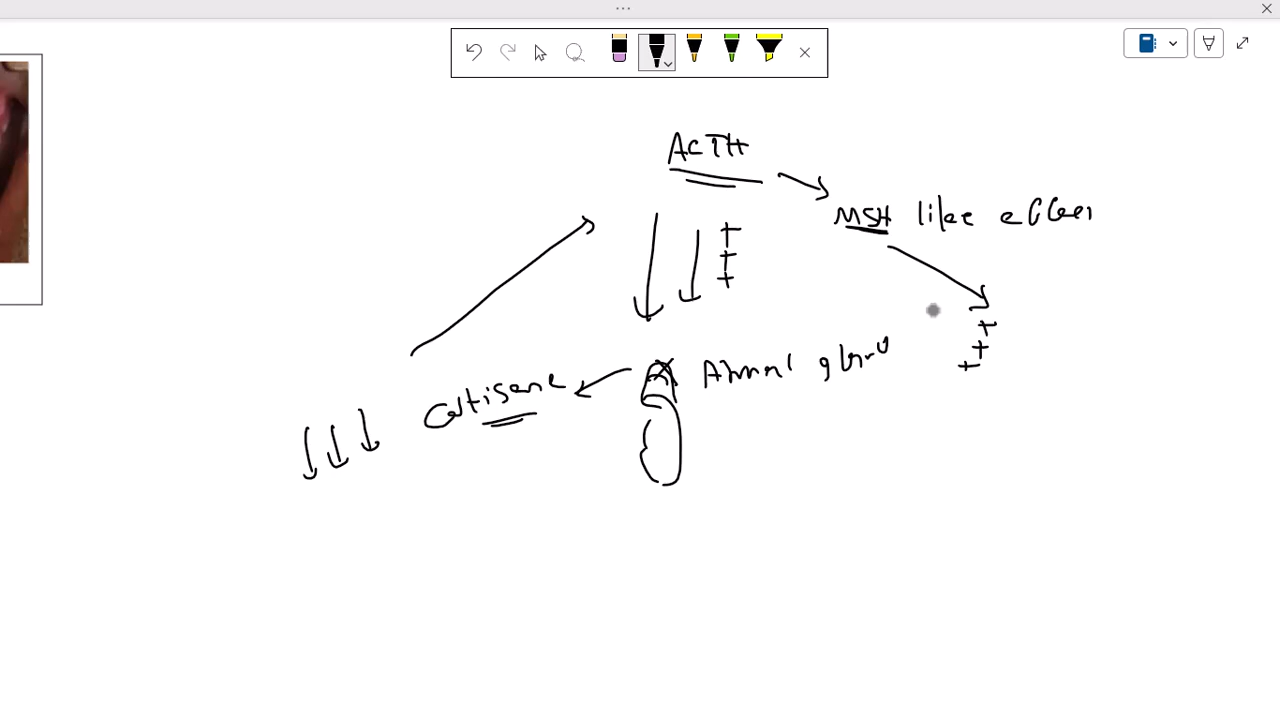 ACTH
MSH like effect
+
+
+
+
+
+
Adrenal gland
Cortisone